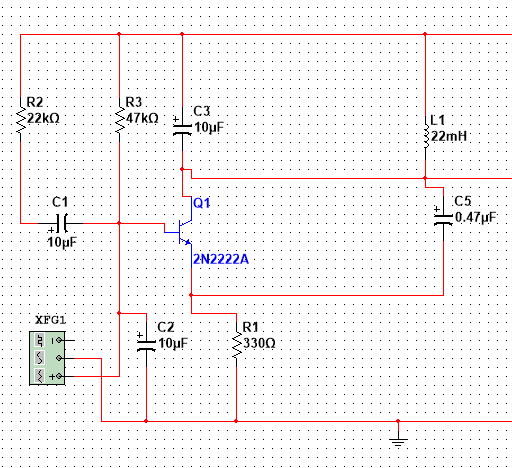 R2
22kΩ
R3
47kΩ
C3
+
10µF
L1
22mH
C1
+
10µF
Q1
2N2222A
C5
+
0.47µF
XFG1
C2
+
10µF
R1
330Ω